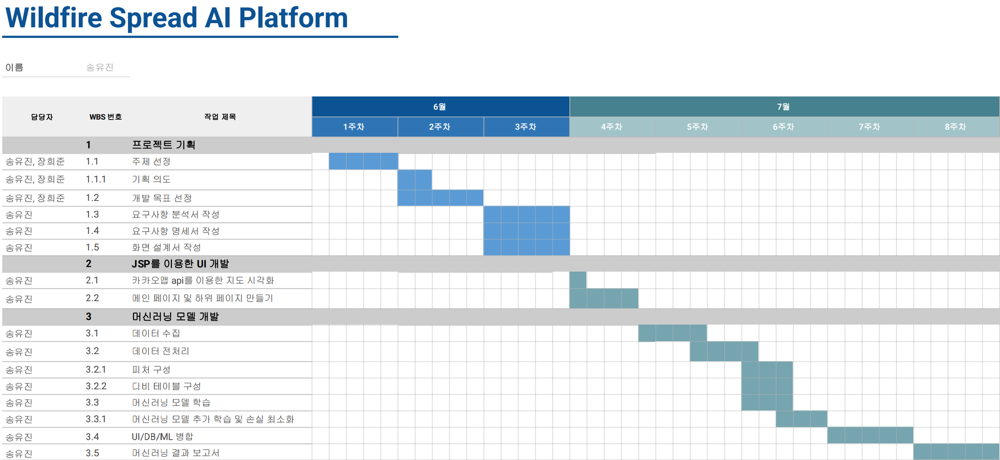 Wildfire Spread AI Platform
이름 송유진
담당자 WBS 번호 작업 제목 6월 7월
1주차 2주차 3주차 4주차 5주차 6주차 7주차 8주차
1 프로젝트 기획
송유진, 장희준 1.1 주제 선정
송유진, 장희준 1.1.1 기획 의도
송유진, 장희준 1.2 개발 목표 선정
송유진 1.3 요구사항 분석서 작성
송유진 1.4 요구사항 명세서 작성
송유진 1.5 화면 설계서 작성
2 JSP를 이용한 UI 개발
송유진 2.1 카카오맵 api를 이용한 지도 시각화
송유진 2.2 메인 페이지 및 하위 페이지 만들기
3 머신러닝 모델 개발
송유진 3.1 데이터 수집
송유진 3.2 데이터 전처리
송유진 3.2.1 피처 구성
송유진 3.2.2 디비 테이블 구성
송유진 3.3 머신러닝 모델 학습
송유진 3.3.1 머신러닝 모델 추가 학습 및 손실 최소화
송유진 3.4 UI/DB/ML 병합
송유진 3.5 머신러닝 결과 보고서